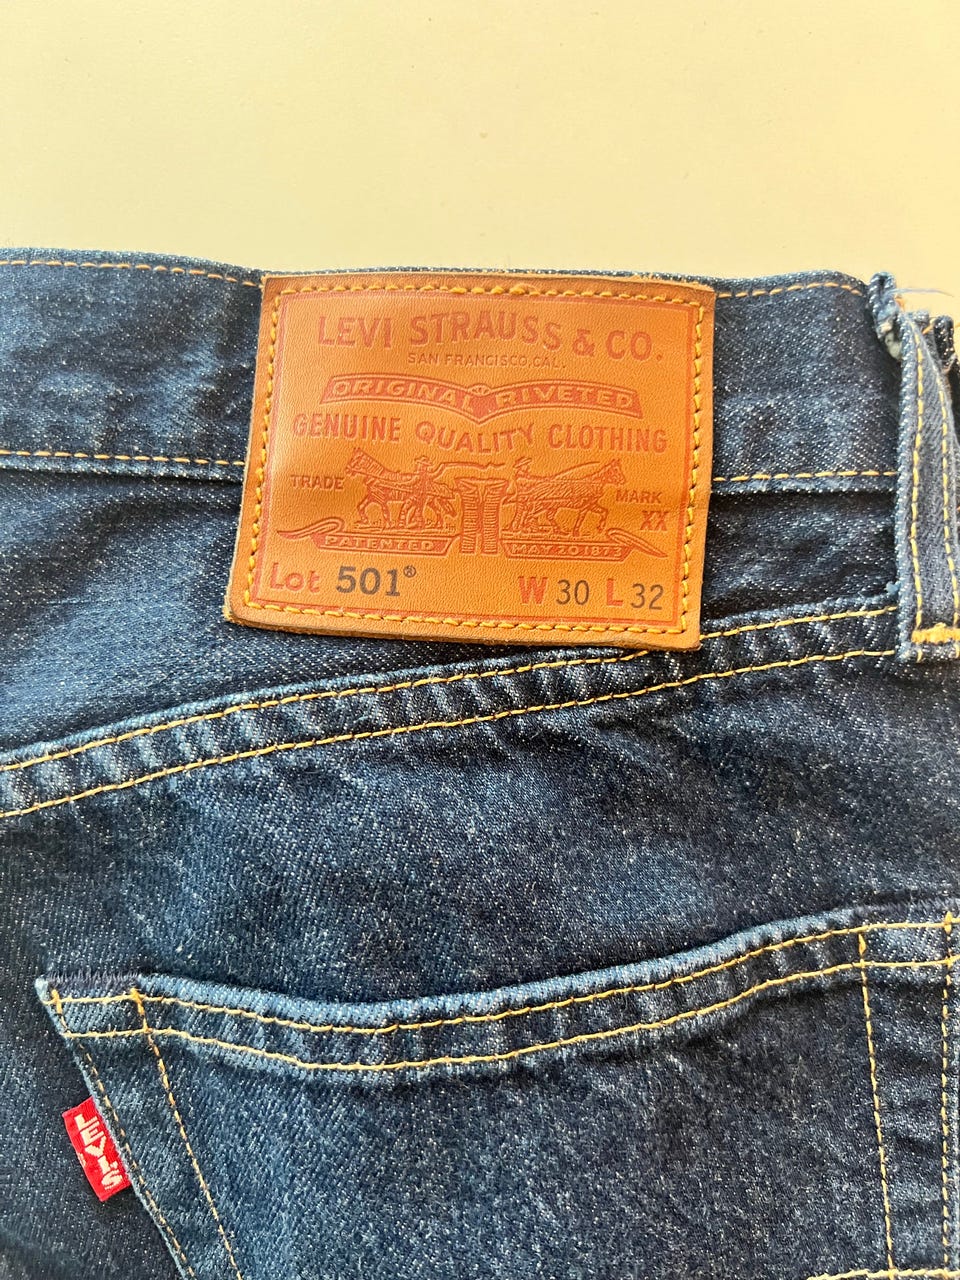 LEVI STRAUSS & CO.
SAN FRANCISCO CAL.
ORIGINAL RIVETED
GENUINE QUALITY CLOTHING
TRADE MARK
XX
PATENTED MAY 20 1873
Lot 501® W 30 L 32
LEVI'S